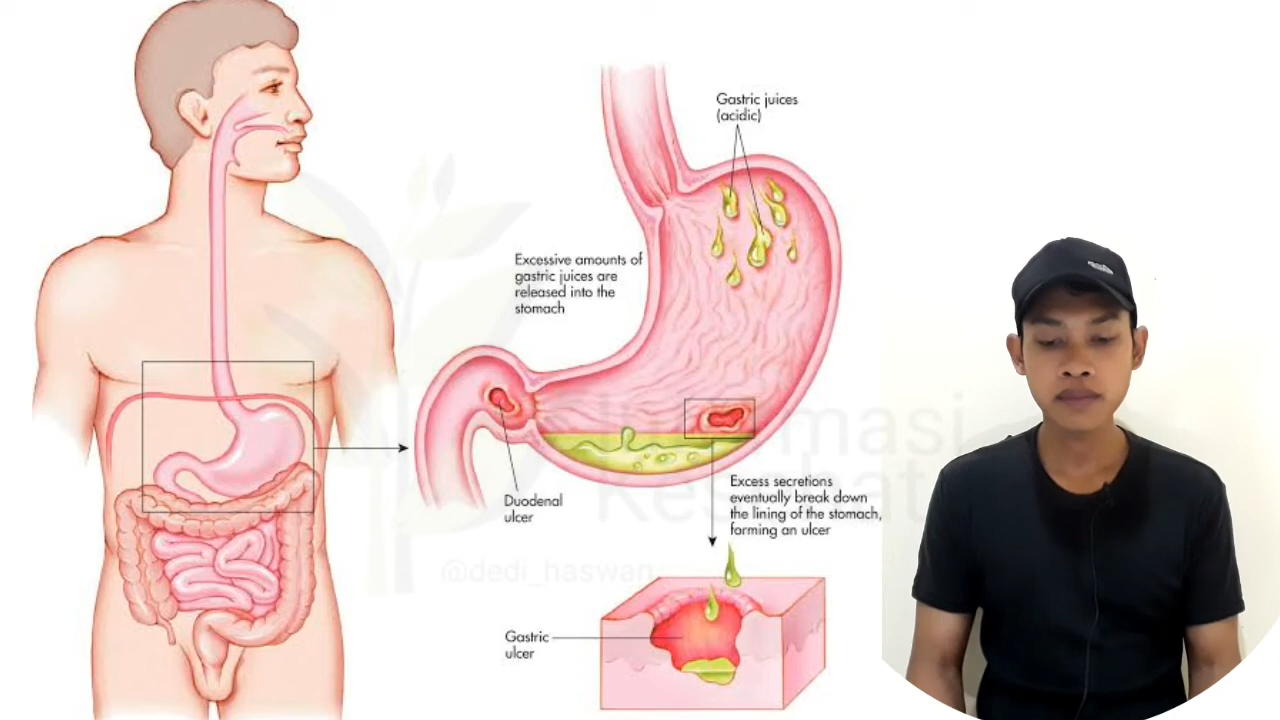 Gastric juices
(acidic)
Excessive amounts of
gastric juices are
released into the
stomach
Duodenal
ulcer
Excess secretions
eventually break down
the lining of the stomach,
forming an ulcer
@dedi_haswan
Gastric
ulcer